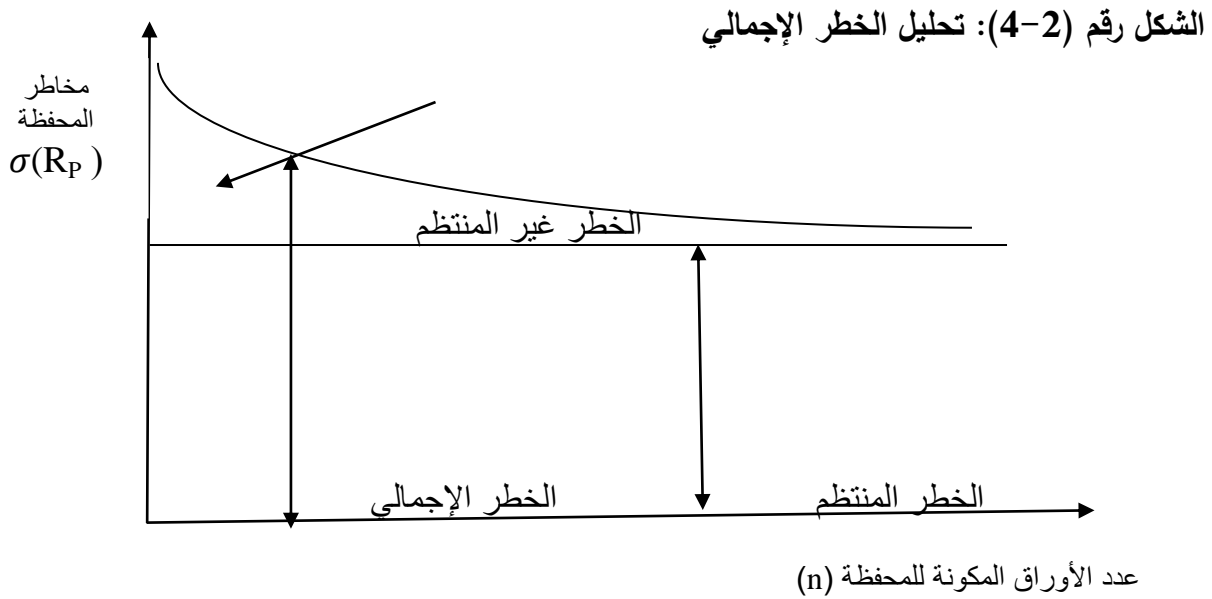 الشكل رقم (2-4): تحليل الخطر الإجمالي
مخاطر
المحفظة
σ(R_P )
الخطر غير المنتظم
الخطر الإجمالي
الخطر المنتظم
عدد الأوراق المكونة للمحفظة (n)